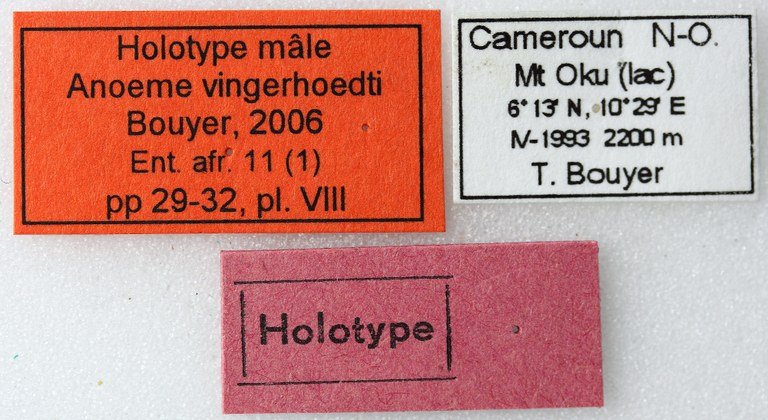 Holotype mâle
Anoeme vingerhoedti
Bouyer, 2006
Ent. afr. 11 (1)
pp 29-32, pl. VIII
Cameroun N-O.
Mt Oku (lac)
6°13' N, 10°29' E
IV-1993 2200 m
T. Bouyer
Holotype